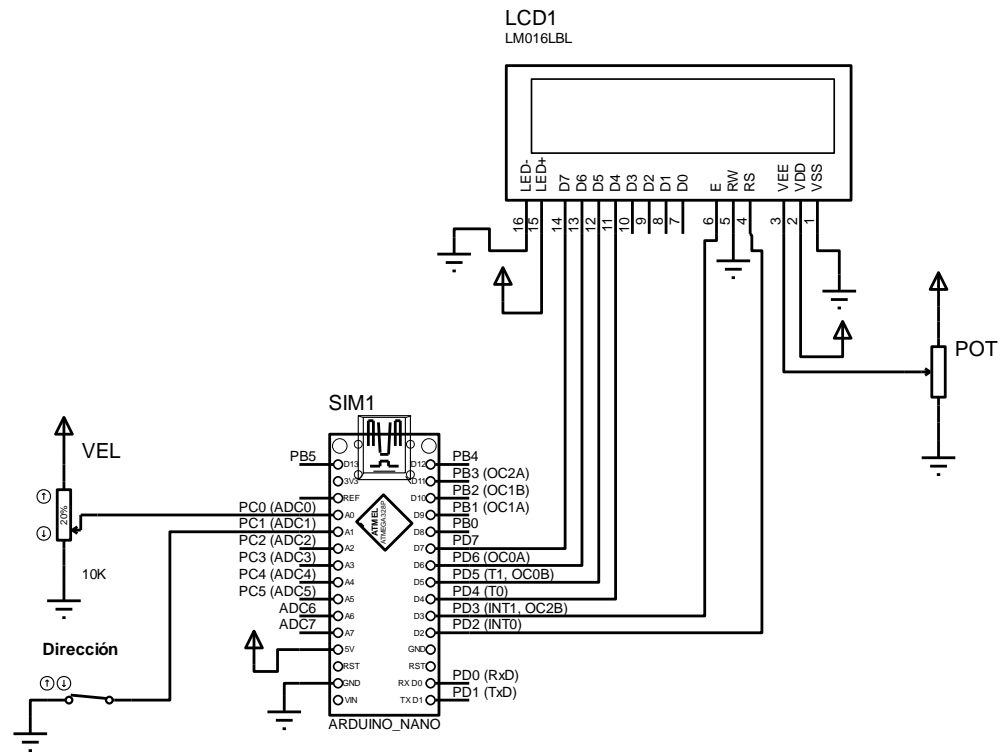 LCD1
LM016LBL
LED-
LED+
D7
D6
D5
D4
D3
D2
D1
D0
E
RW
RS
VEE
VDD
VSS
16
15
14
13
12
11
10
9
8
7
6
5
4
3
2
1
POT
SIM1
VEL
20%
10K
PB5
PC0 (ADC0)
PC1 (ADC1)
PC2 (ADC2)
PC3 (ADC3)
PC4 (ADC4)
PC5 (ADC5)
ADC6
ADC7
D13
3V3
REF
A0
A1
A2
A3
A4
A5
A6
A7
5V
RST
GND
VIN
ATMEL
ATMEGA328P
D12
D11
D10
D9
D8
D7
D6
D5
D4
D3
D2
GND
RST
RX D0
TX D1
PB4
PB3 (OC2A)
PB2 (OC1B)
PB1 (OC1A)
PB0
PD7
PD6 (OC0A)
PD5 (T1, OC0B)
PD4 (T0)
PD3 (INT1, OC2B)
PD2 (INT0)
PD0 (RxD)
PD1 (TxD)
ARDUINO_NANO
Dirección